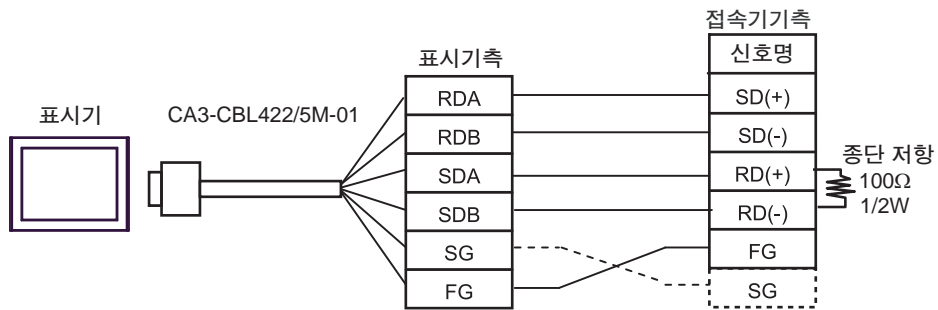 접속기기측
표시기측
신호명
표시기
CA3-CBL422/5M-01
RDA
SD(+)
RDB
SD(-)
SDA
RD(+)
종단 저항
100Ω
1/2W
SDB
RD(-)
SG
FG
FG
SG